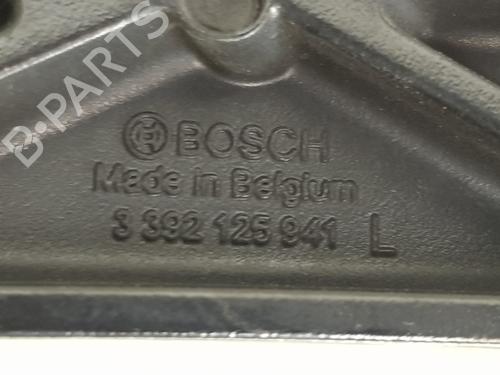 B-PARTS
BOSCH
Made in Belgium
3 392 125 941 L